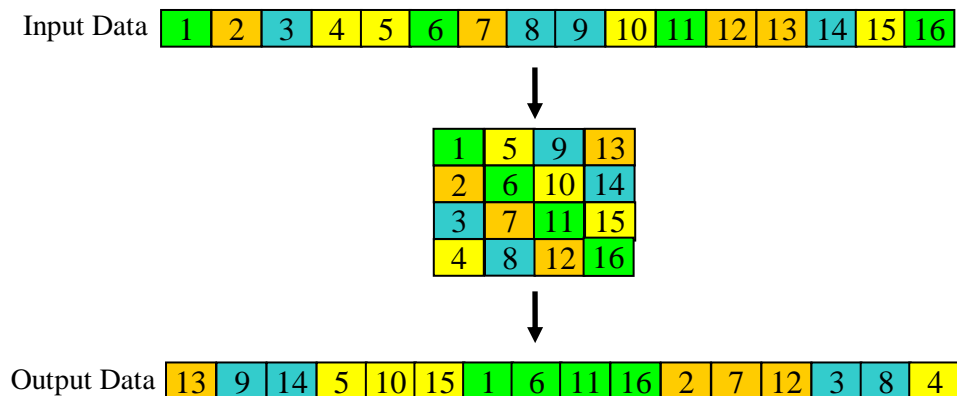 Input Data 1 2 3 4 5 6 7 8 9 10 11 12 13 14 15 16
1 5 9 13
2 6 10 14
3 7 11 15
4 8 12 16
Output Data 13 9 14 5 10 15 1 6 11 16 2 7 12 3 8 4